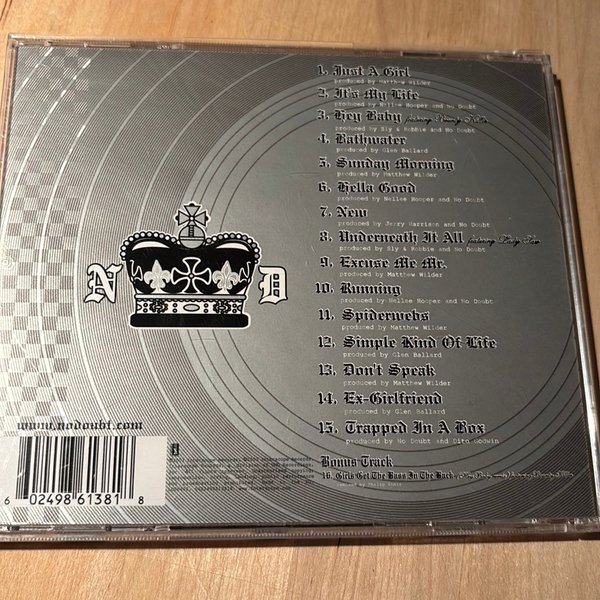 1. Just A Girl
produced by Matthew Wilder
2. It's My Life
produced by Nellee Hooper and No Doubt
3. Hey Baby featuring Bounty Killer
produced by Sly & Robbie and No Doubt
4. Bathwater
produced by Glen Ballard
5. Sunday Morning
produced by Matthew Wilder
6. Hella Good
produced by Nellee Hooper and No Doubt
7. New
produced by Jerry Harrison and No Doubt
8. Underneath It All featuring Lady Saw
produced by Sly & Robbie and No Doubt
9. Excuse Me Mr.
produced by Matthew Wilder
10. Running
produced by Nellee Hooper and No Doubt
11. Spiderwebs
produced by Matthew Wilder
12. Simple Kind Of Life
produced by Glen Ballard
13. Don't Speak
produced by Matthew Wilder
14. Ex-Girlfriend
produced by Glen Ballard
15. Trapped In A Box
produced by No Doubt and Dito Godwin
Bonus Track
16. Girls Get The Bass In The Back
N D
www.nodoubt.com
6 02498 61381 8